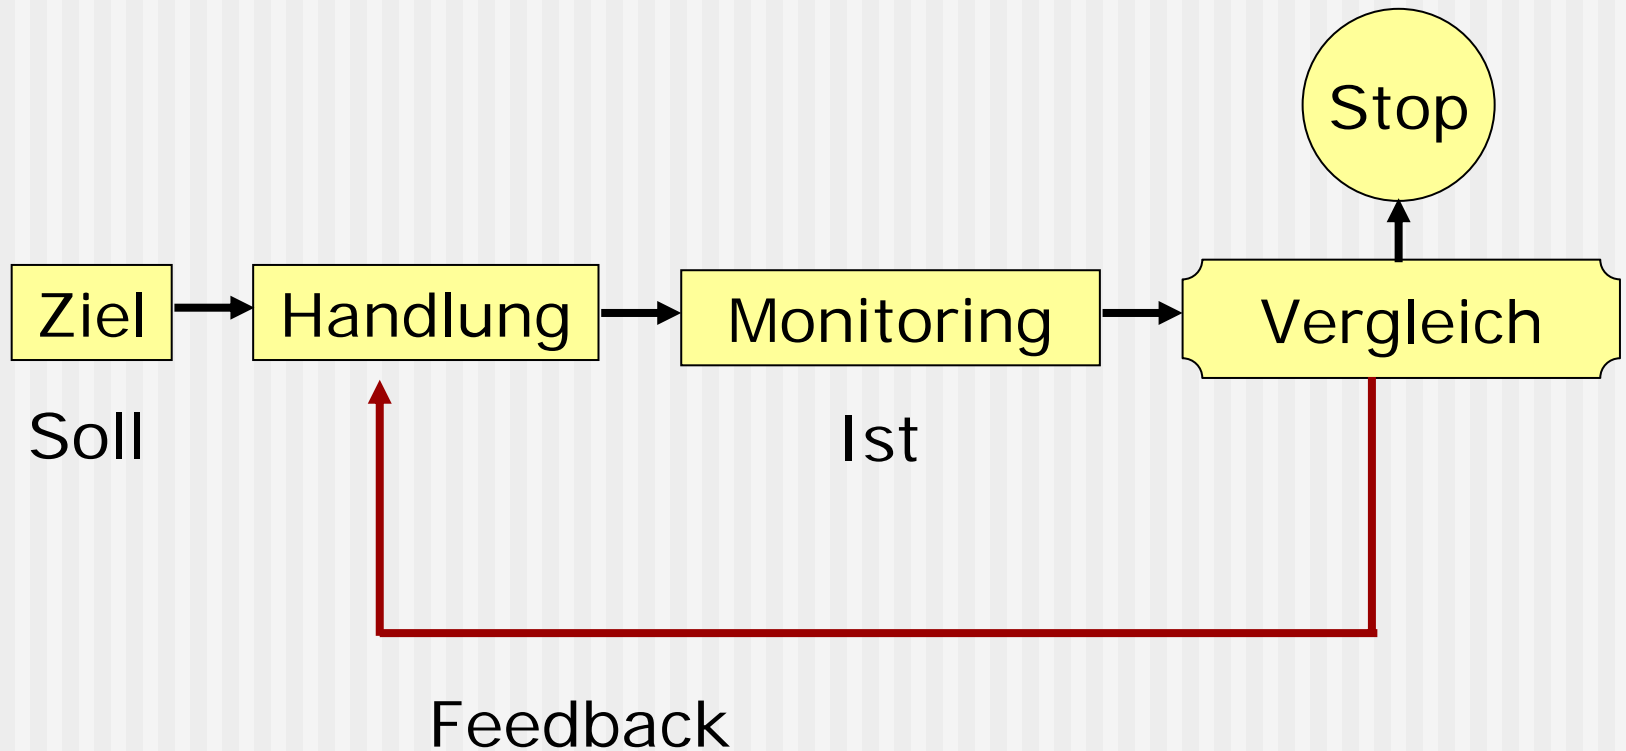 Stop
Ziel
Handlung
Monitoring
Vergleich
Soll
Ist
Feedback